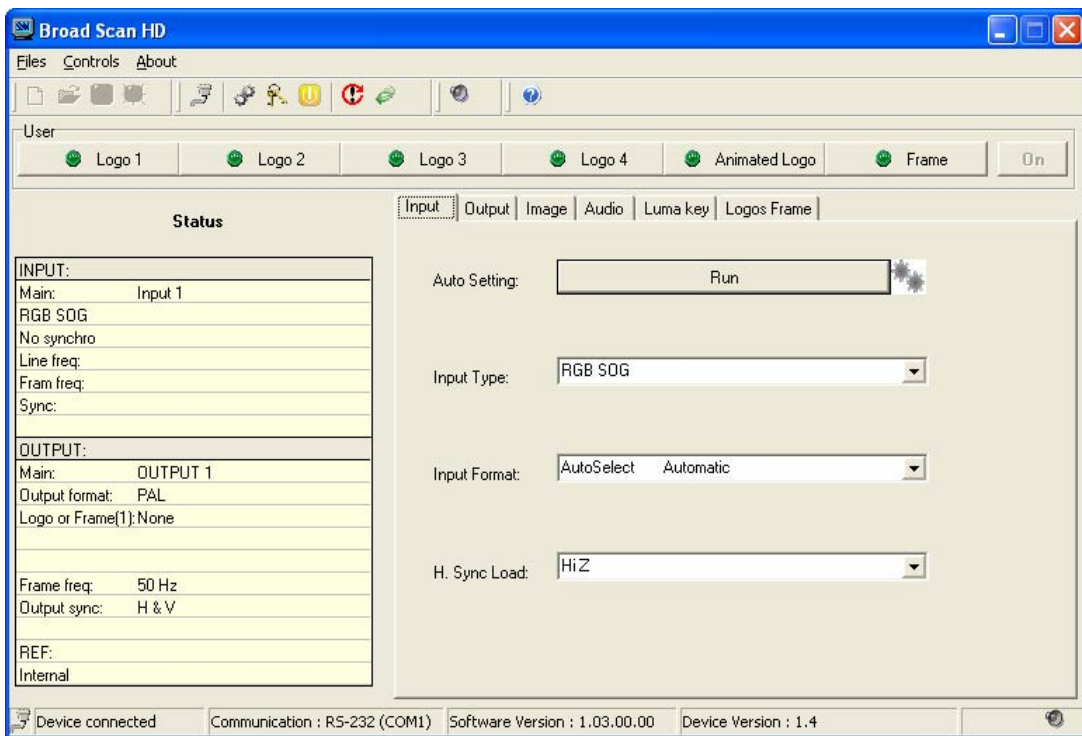 Broad Scan HD
Files Controls About
User
Logo 1 Logo 2 Logo 3 Logo 4 Animated Logo Frame On
Status
INPUT:
Main: Input 1
RGB SOG
No synchro
Line freq:
Fram freq:
Sync:
OUTPUT:
Main: OUTPUT 1
Output format: PAL
Logo or Frame(1): None
Frame freq: 50 Hz
Output sync: H & V
REF:
Internal
Input Output Image Audio Luma key Logos Frame
Auto Setting: Run
Input Type: RGB SOG
Input Format: AutoSelect Automatic
H. Sync Load: HiZ
Device connected Communication : RS-232 (COM1) Software Version : 1.03.00.00 Device Version : 1.4